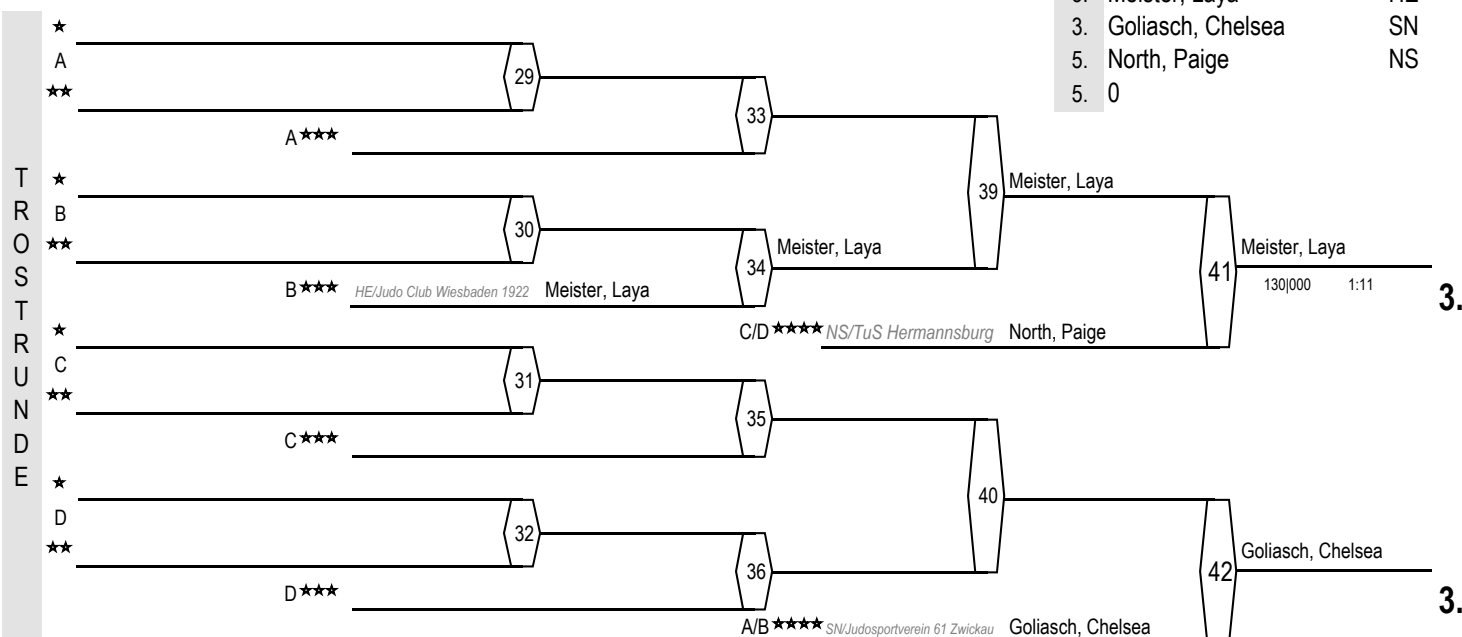 3. Goliasch, Chelsea SN
5. North, Paige NS
5. 0
TROSTRUNDE
★
A
★★
29
A ★★★
33
★
B
★★
30
B ★★★ HE/Judo Club Wiesbaden 1922 Meister, Laya
34
Meister, Laya
39
Meister, Laya
C/D ★★★★ NS/TuS Hermannsburg North, Paige
41
Meister, Laya
130|000 1:11
3.
★
C
★★
31
C ★★★
35
★
D
★★
32
D ★★★
36
40
A/B ★★★★ SN/Judosportverein 61 Zwickau Goliasch, Chelsea
42
Goliasch, Chelsea
3.